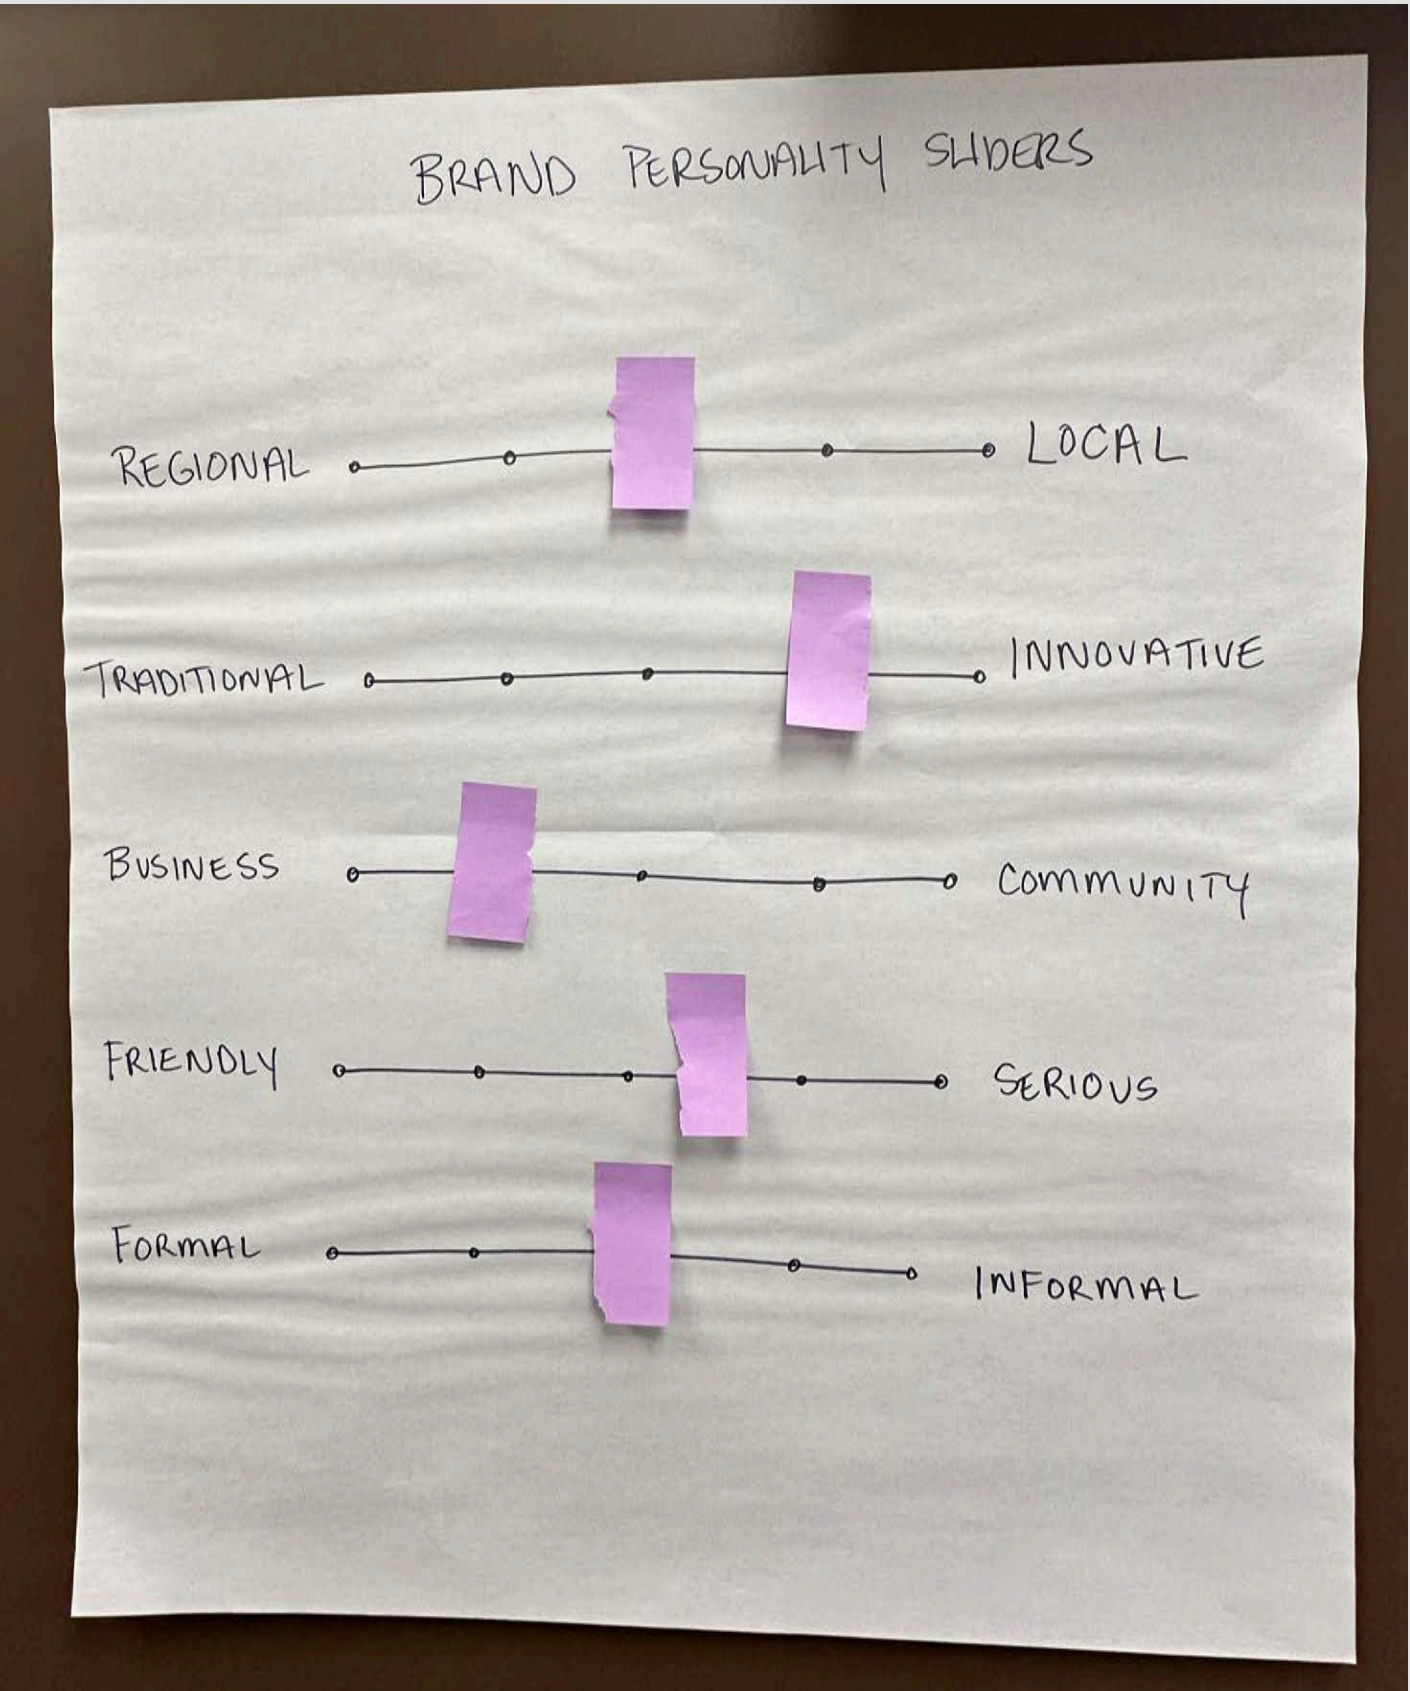 BRAND PERSONALITY SLIDERS
REGIONAL LOCAL
TRADITIONAL INNOVATIVE
BUSINESS COMMUNITY
FRIENDLY SERIOUS
FORMAL INFORMAL